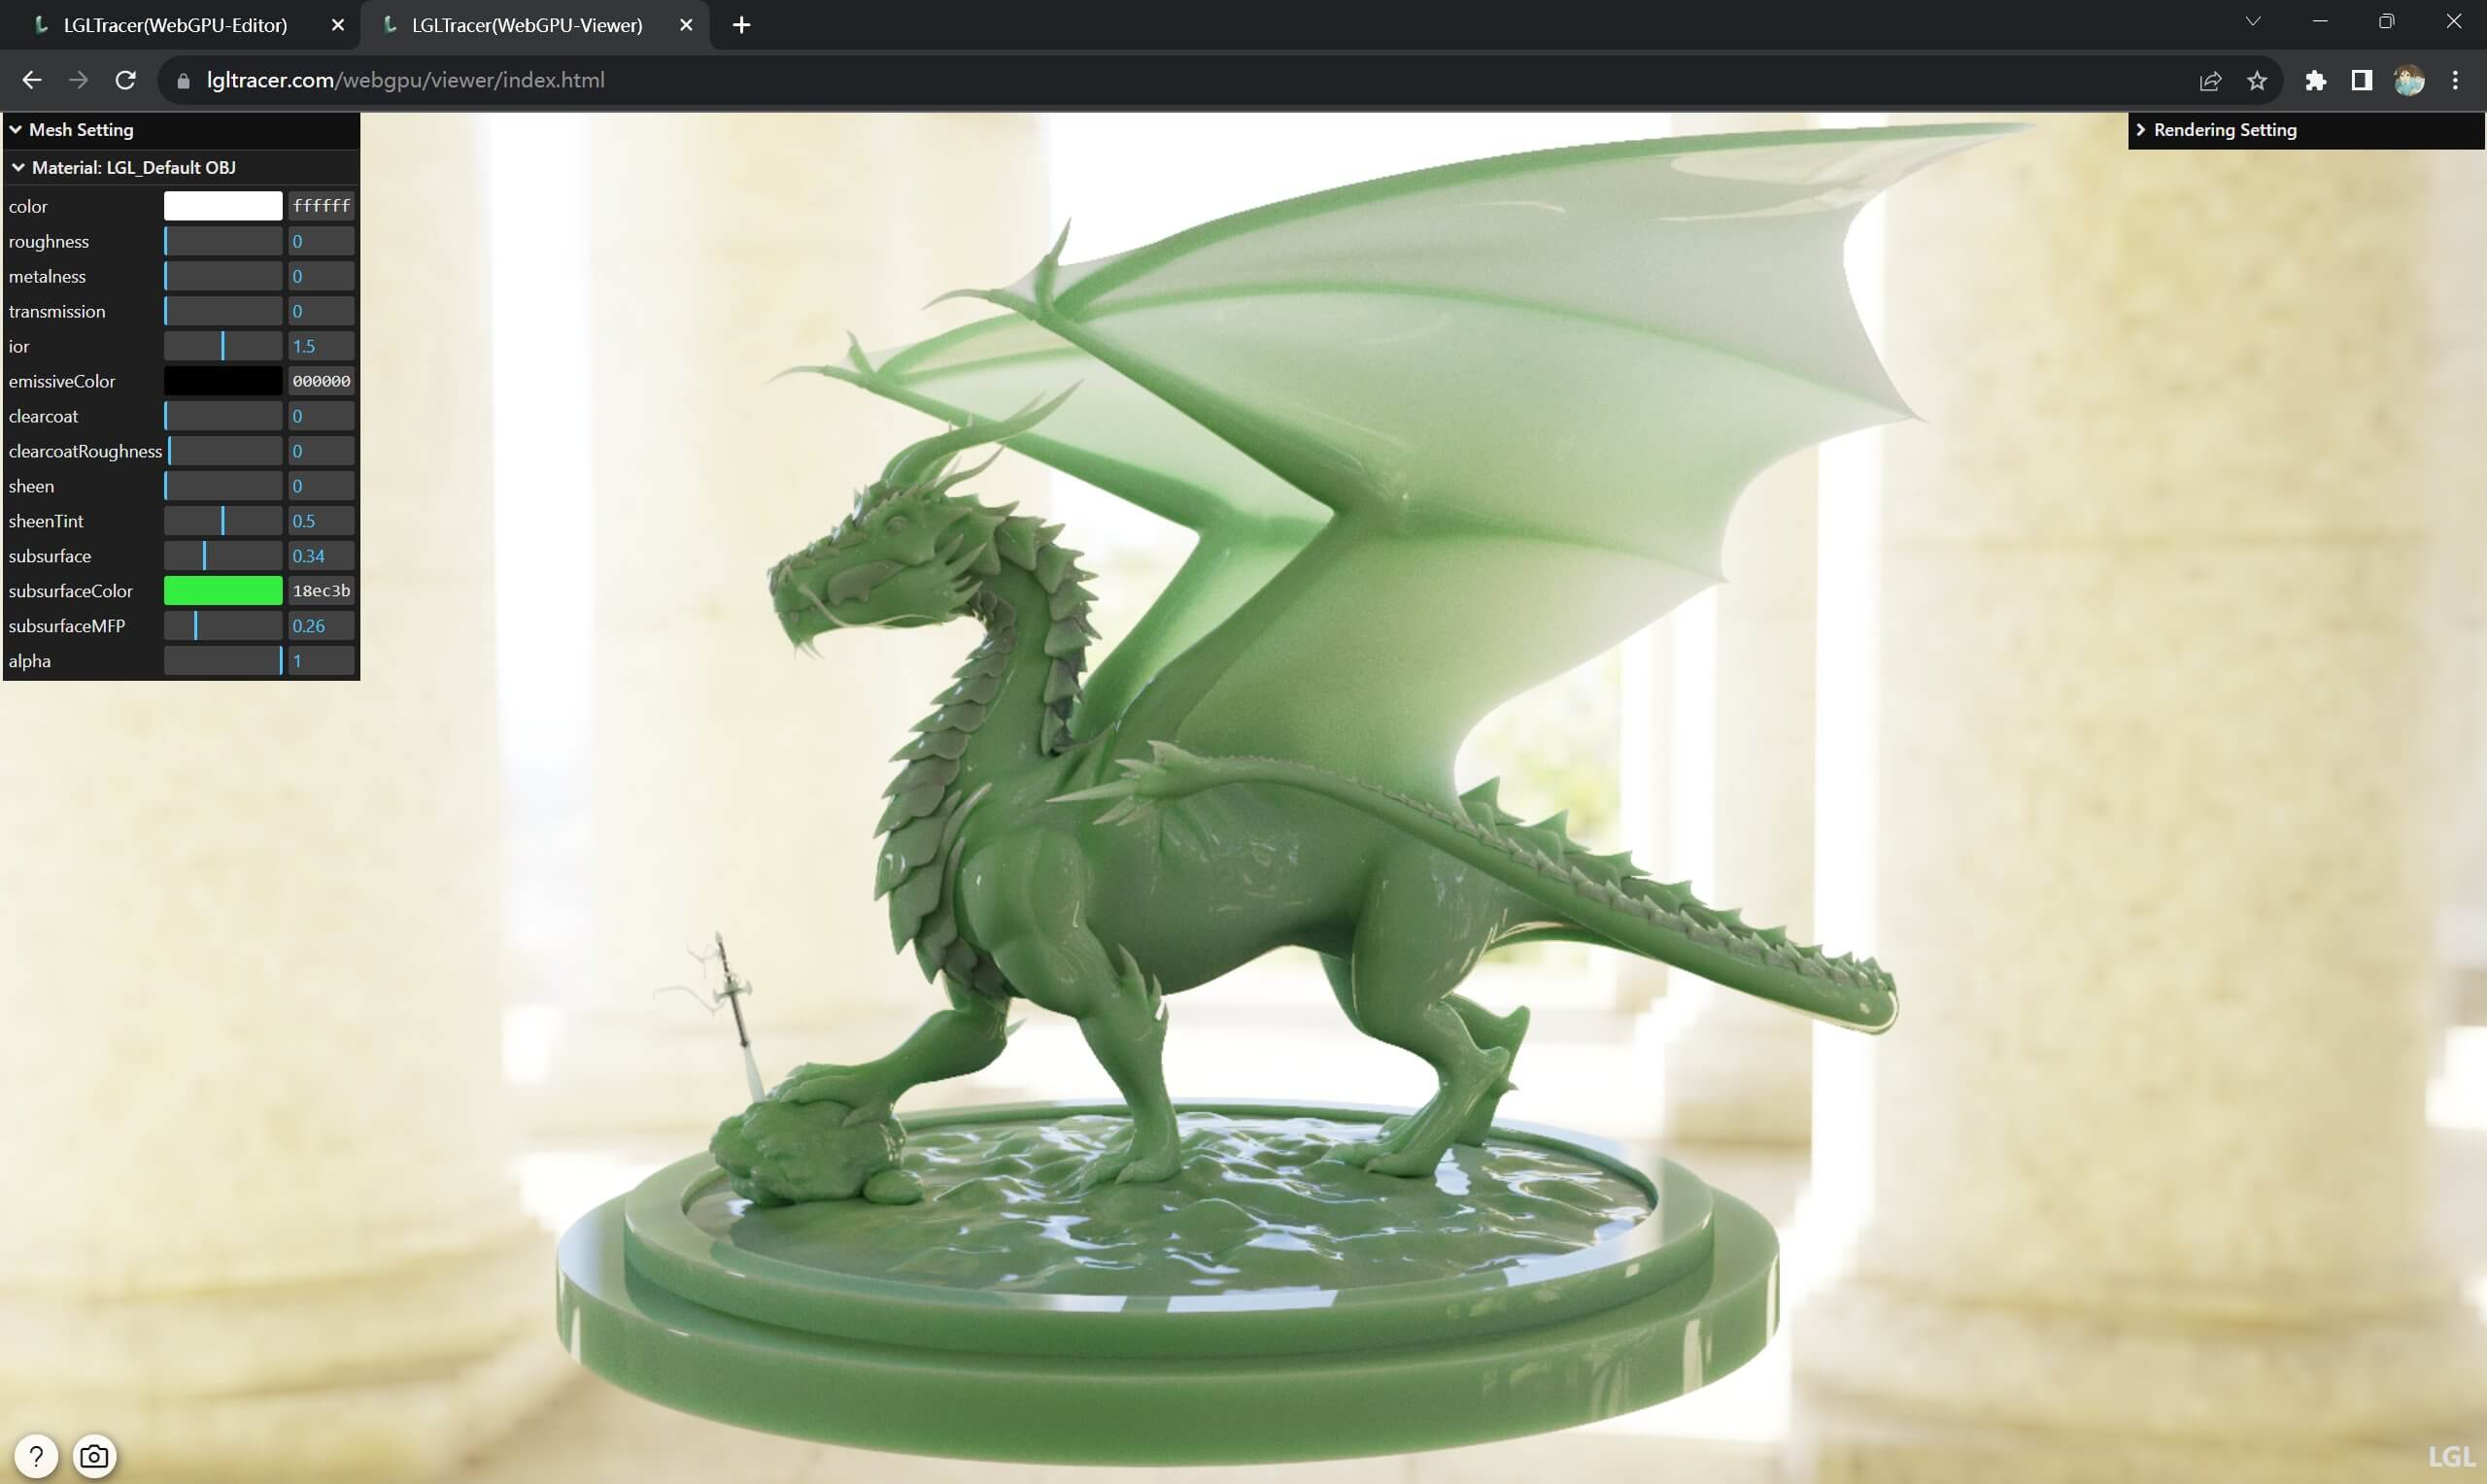 LGLTracer(WebGPU-Editor)
LGLTracer(WebGPU-Viewer)
lgltracer.com/webgpu/viewer/index.html
Mesh Setting
Rendering Setting
Material: LGL_Default OBJ
color ffffff
roughness 0
metalness 0
transmission 0
ior 1.5
emissiveColor 000000
clearcoat 0
clearcoatRoughness 0
sheen 0
sheenTint 0.5
subsurface 0.34
subsurfaceColor 18ec3b
subsurfaceMFP 0.26
alpha 1
?
LGL